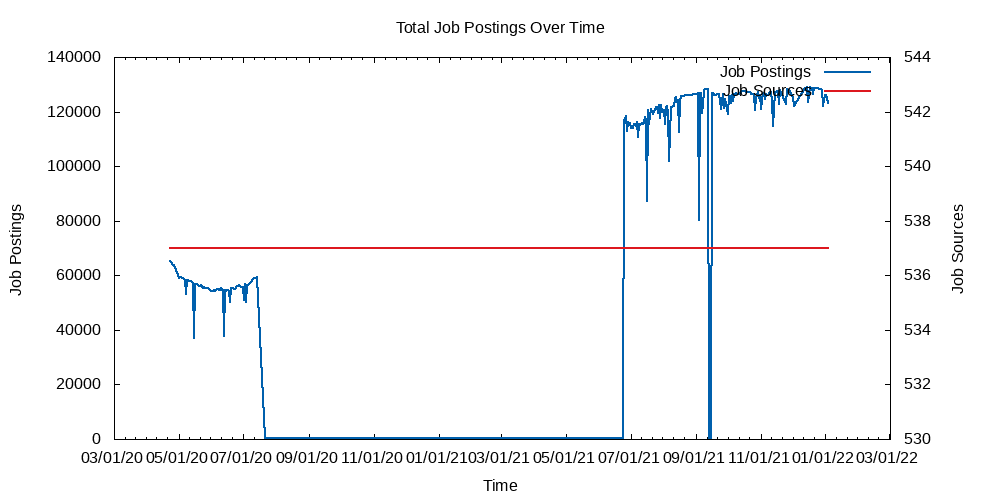 Total Job Postings Over Time
140000
120000
100000
80000
60000
40000
20000
0
544
542
540
538
536
534
532
530
Job Postings
Job Sources
Job Postings
Job Sources
03/01/20 05/01/20 07/01/20 09/01/20 11/01/20 01/01/21 03/01/21 05/01/21 07/01/21 09/01/21 11/01/21 01/01/22 03/01/22
Time